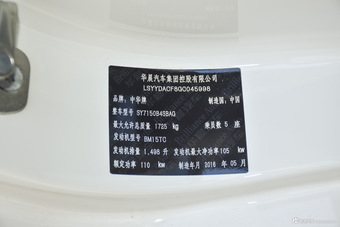 华晨汽车集团控股有限公司
LSYYDACF8GC045998
品牌：中华牌 制造国：中国
整车型号 SY7150B4SBAG
最大允许总质量 1725 kg 乘员数 5 座
发动机型号 BM15TC
发动机排量 1,498 升 发动机最大净功率 105 kw
额定功率 110 kw 制造年月 2016 年 05 月